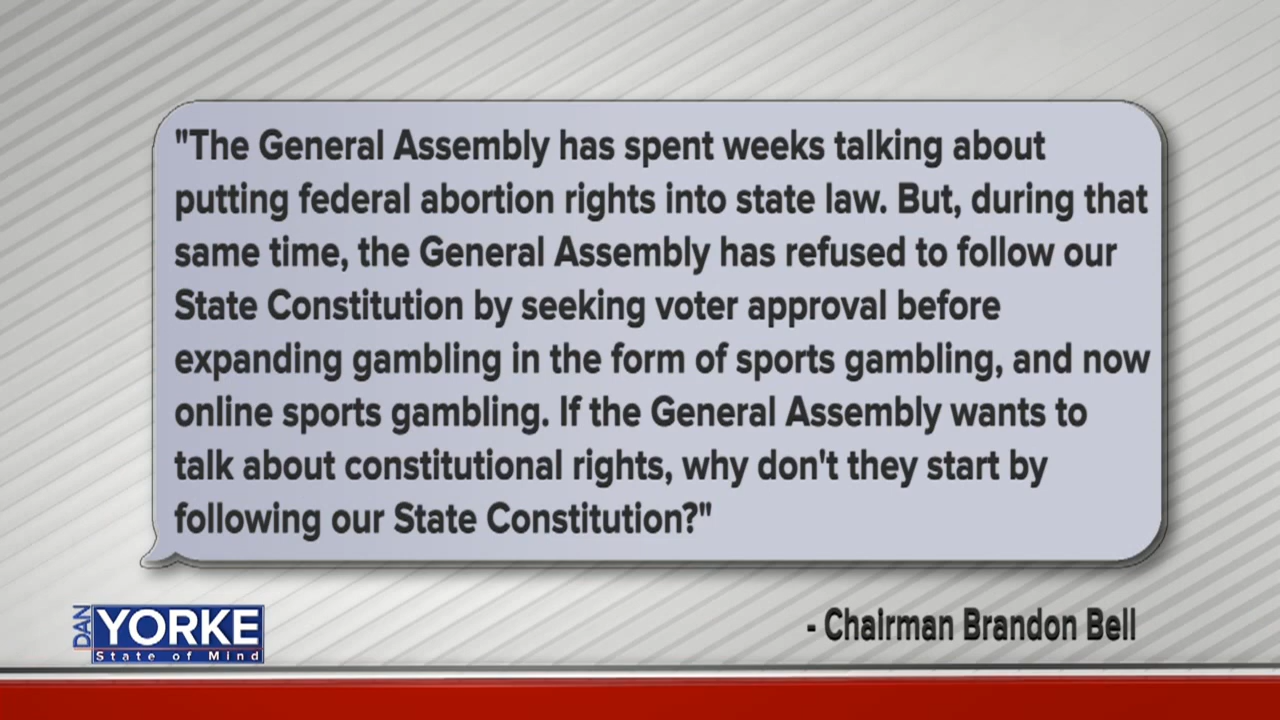 "The General Assembly has spent weeks talking about
putting federal abortion rights into state law. But, during that
same time, the General Assembly has refused to follow our
State Constitution by seeking voter approval before
expanding gambling in the form of sports gambling, and now
online sports gambling. If the General Assembly wants to
talk about constitutional rights, why don't they start by
following our State Constitution?"
- Chairman Brandon Bell
DAN
YORKE
State of Mind